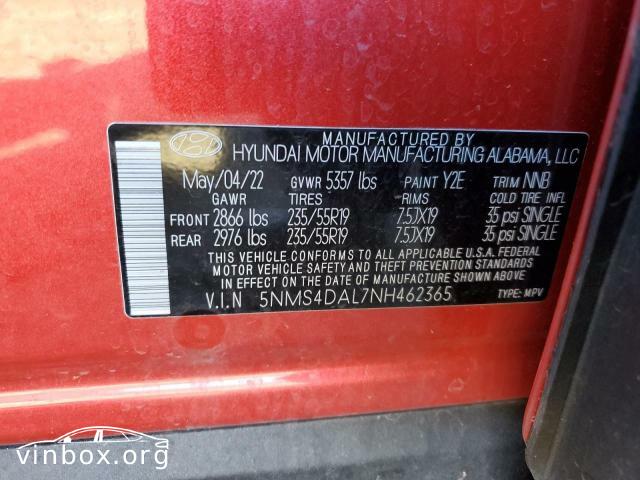 MANUFACTURED BY
HYUNDAI MOTOR MANUFACTURING ALABAMA, LLC
May/04/22 GVWR 5357 lbs PAINT Y2E TRIM NNB
GAWR TIRES RIMS COLD TIRE INFL
FRONT 2866 lbs 235/55R19 7.5JX19 35 psi SINGLE
REAR 2976 lbs 235/55R19 7.5JX19 35 psi SINGLE
THIS VEHICLE CONFORMS TO ALL APPLICABLE U.S.A. FEDERAL
MOTOR VEHICLE SAFETY AND THEFT PREVENTION STANDARDS
IN EFFECT ON THE DATE OF MANUFACTURE SHOWN ABOVE.
V.I.N 5NMS4DAL7NH462365 TYPE: MPV
vinbox.org